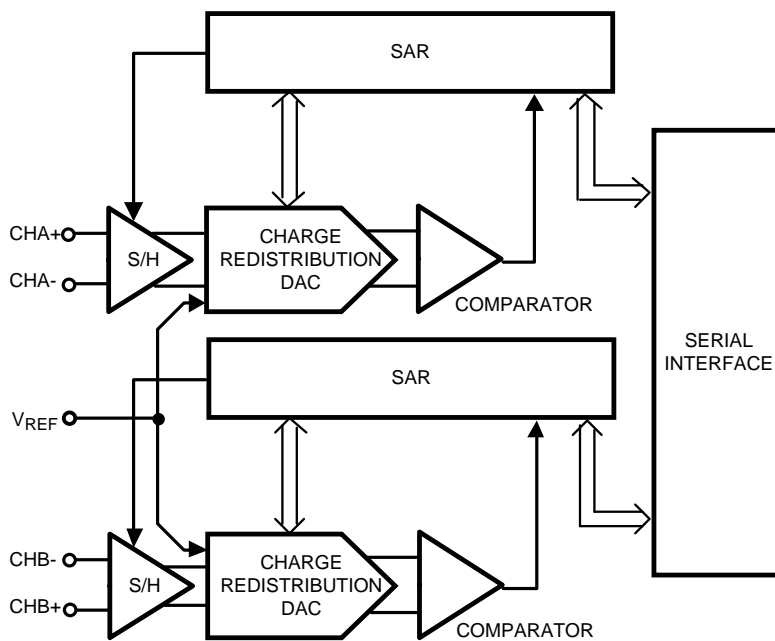 SAR
CHA+
CHA-
S/H
CHARGE
REDISTRIBUTION
DAC
COMPARATOR
SERIAL
INTERFACE
SAR
VREF
CHB-
CHB+
S/H
CHARGE
REDISTRIBUTION
DAC
COMPARATOR